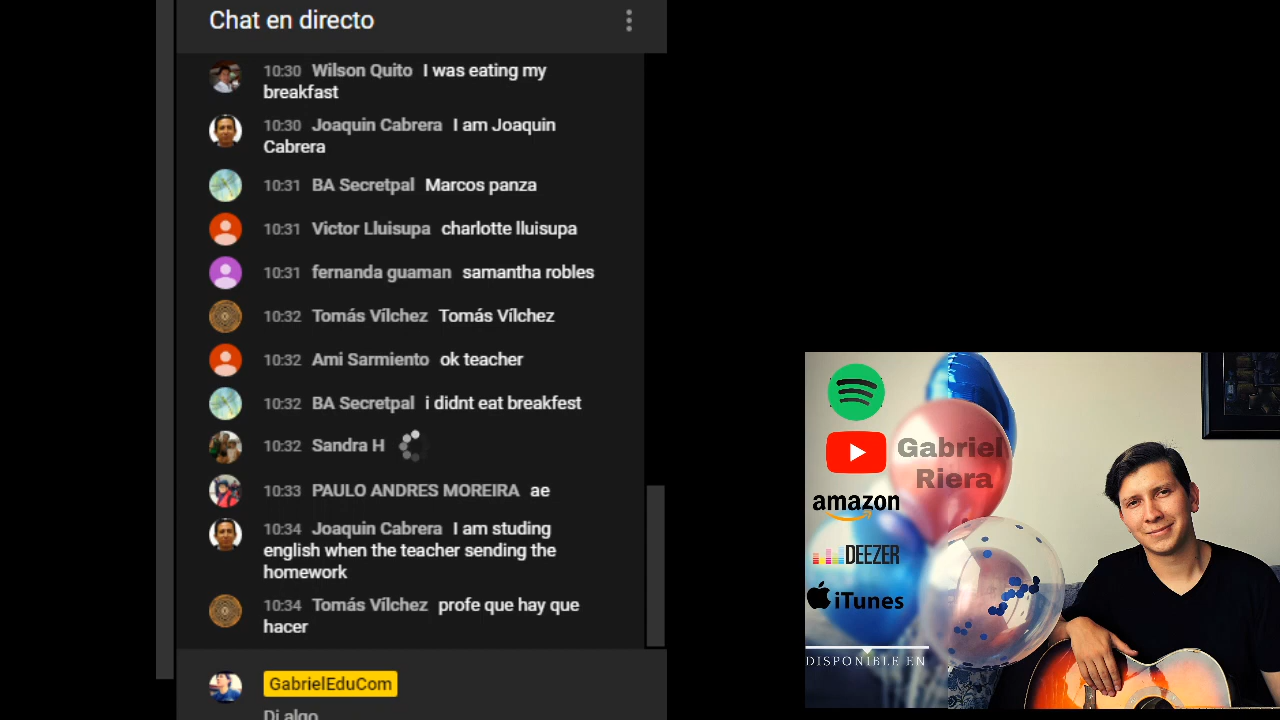 Chat en directo
10:30 Wilson Quito I was eating my
breakfast
10:30 Joaquin Cabrera I am Joaquin
Cabrera
10:31 BA Secretpal Marcos panza
10:31 Victor Lluisupa charlotte lluisupa
10:31 fernanda guaman samantha robles
10:32 Tomás Vílchez Tomás Vílchez
10:32 Ami Sarmiento ok teacher
10:32 BA Secretpal i didnt eat breakfest
10:32 Sandra H
10:33 PAULO ANDRES MOREIRA ae
10:34 Joaquin Cabrera I am studing
english when the teacher sending the
homework
10:34 Tomás Vílchez profe que hay que
hacer
GabrielEduCom
Di algo
Gabriel
Riera
amazon
DEEZER
iTunes
DISPONIBLE EN